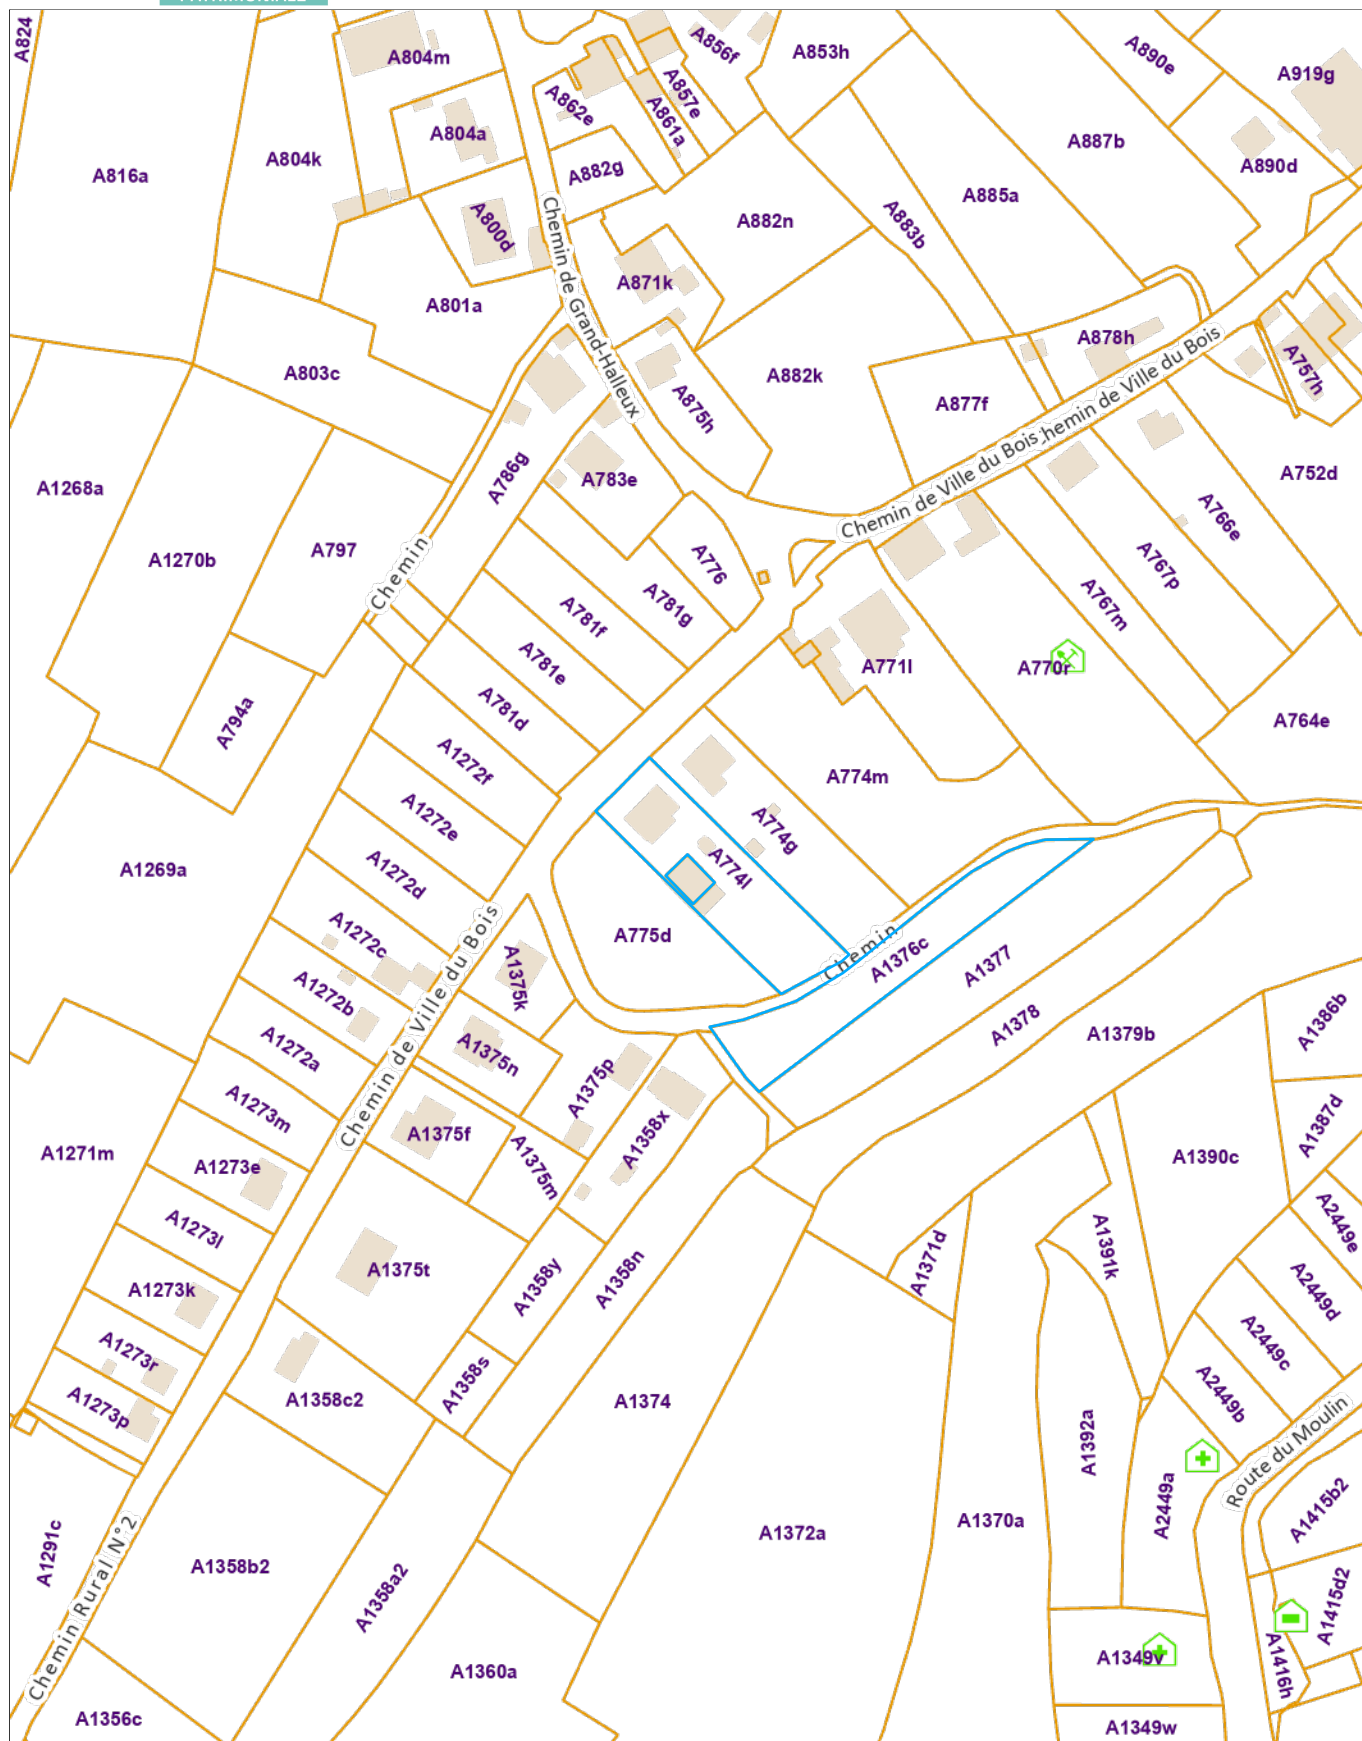 A824
A804m
A856f
A853h
A890e
A919g
A862e
A857e
A861a
A804a
A804k
A887b
A890d
A816a
A882g
A885a
A800d
A882n
A883b
Chemin de Grand-Halleux
A871k
A801a
A878h
Chemin de Ville du Bois
hemin de Ville du Bois
A757h
A803c
A882k
A875h
A877f
A752d
A1268a
A786g
A783e
A766e
A1270b
A797
Chemin
A776
A767p
A781g
A767m
A781f
A781e
A771l
A770r
A781d
A794a
A764e
A1272f
A774m
A1272e
A774g
A1269a
A1272d
A774l
A1272c
A775d
Chemin
A1376c
A1377
A1375k
A1272b
Chemin de Ville du Bois
A1378
A1379b
A1386b
A1272a
A1375n
A1375p
A1273m
A1358x
A1387d
A1375f
A1271m
A1273e
A1375m
A1390c
A1273l
A2449e
A1391k
A1371d
A1375t
A1358y
A1358n
A1273k
A2449d
A1273r
A2449c
A1358s
A1358c2
A1374
A2449b
A1273p
A1392a
Route du Moulin
A2449a
A1415b2
A1372a
A1370a
A1291c
Chemin Rural N°2
A1358b2
A1358a2
A1415d2
A1349v
A1416h
A1360a
A1356c
A1349w